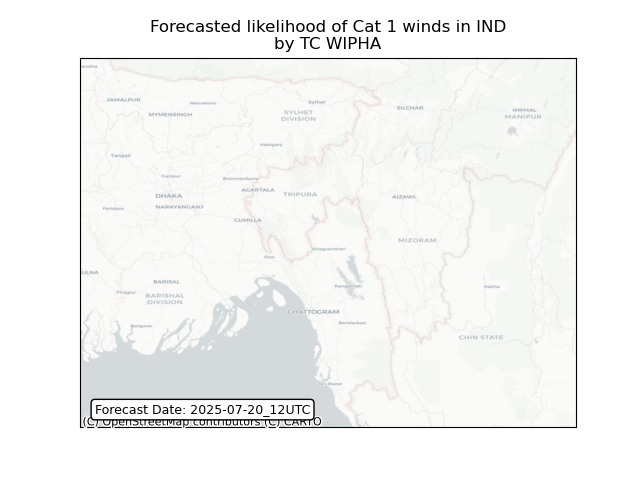 Forecasted likelihood of Cat 1 winds in IND
by TC WIPHA
JAMALPUR
Netrokona
MYMENSINGH
Sylhet
SYLHET
DIVISION
SILCHAR
IMPHAL
MANIPUR
Habiganj
Tangail
Gazipur
Brahmanbaria
DHAKA
AGARTALA
TRIPURA
AIZAWL
Faridpur
NARAYANGANJ
CUMILLA
MIZORAM
Khagrachhari
Feni
ULNA
BARISAL
Rangamati
Hakha
Pirojpur
BARISHAL
DIVISION
CHATTOGRAM
Barguna
Bandarban
CHIN STATE
Cox's Bazar
Forecast Date: 2025-07-20_12UTC
(C) OpenStreetMap contributors (C) CARTO